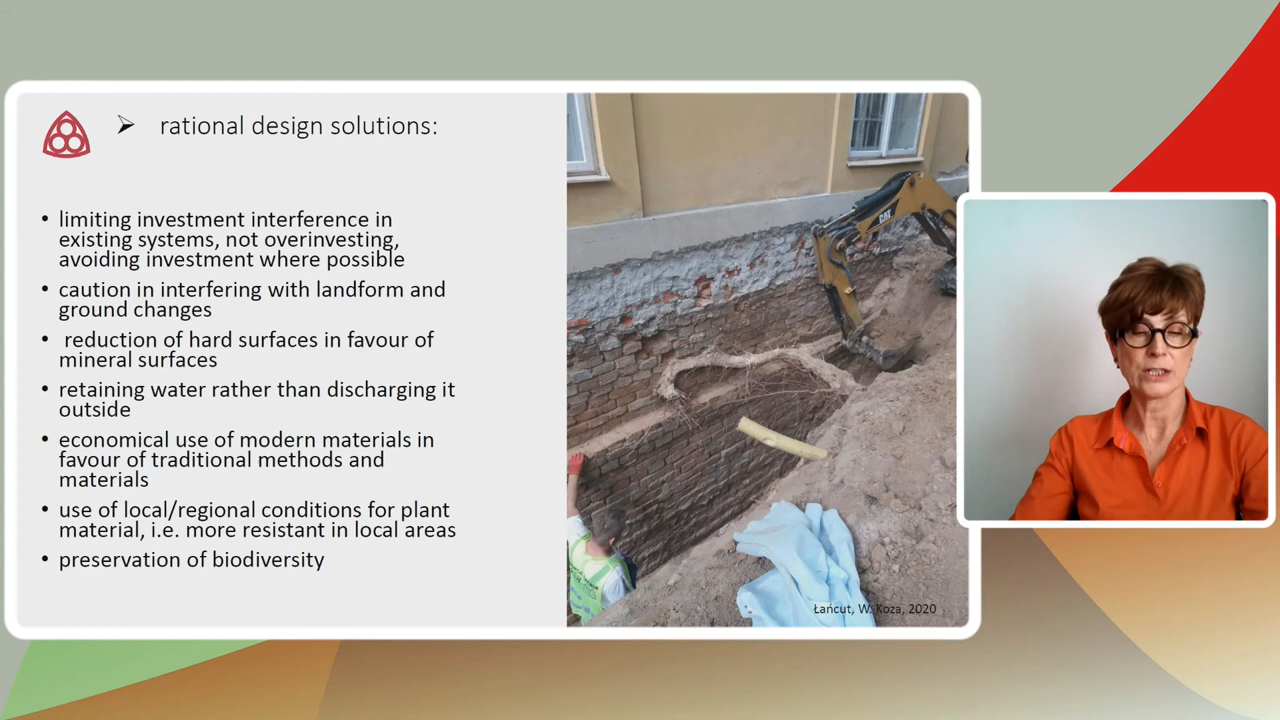 rational design solutions:
• limiting investment interference in
existing systems, not overinvesting,
avoiding investment where possible
• caution in interfering with landform and
ground changes
• reduction of hard surfaces in favour of
mineral surfaces
• retaining water rather than discharging it
outside
• economical use of modern materials in
favour of traditional methods and
materials
• use of local/regional conditions for plant
material, i.e. more resistant in local areas
• preservation of biodiversity
CAT
Łańcut, W. Koza, 2020